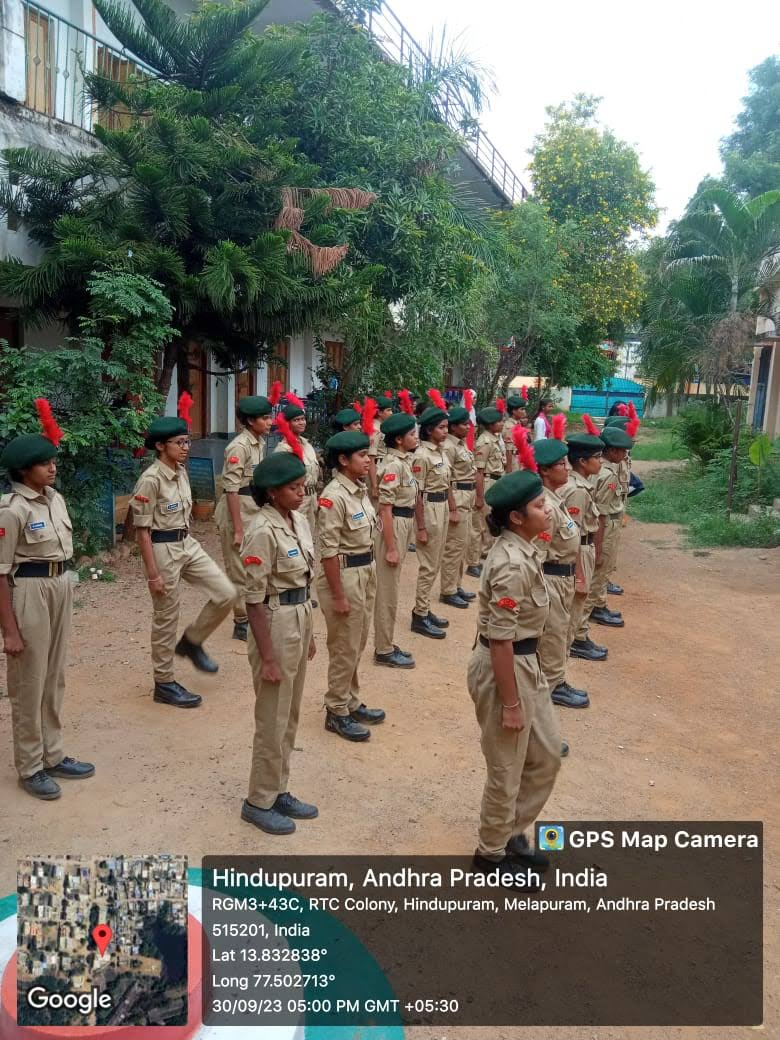 GPS Map Camera
Hindupuram, Andhra Pradesh, India
RGM3+43C, RTC Colony, Hindupuram, Melapuram, Andhra Pradesh
515201, India
Lat 13.832838°
Long 77.502713°
30/09/23 05:00 PM GMT +05:30
Google